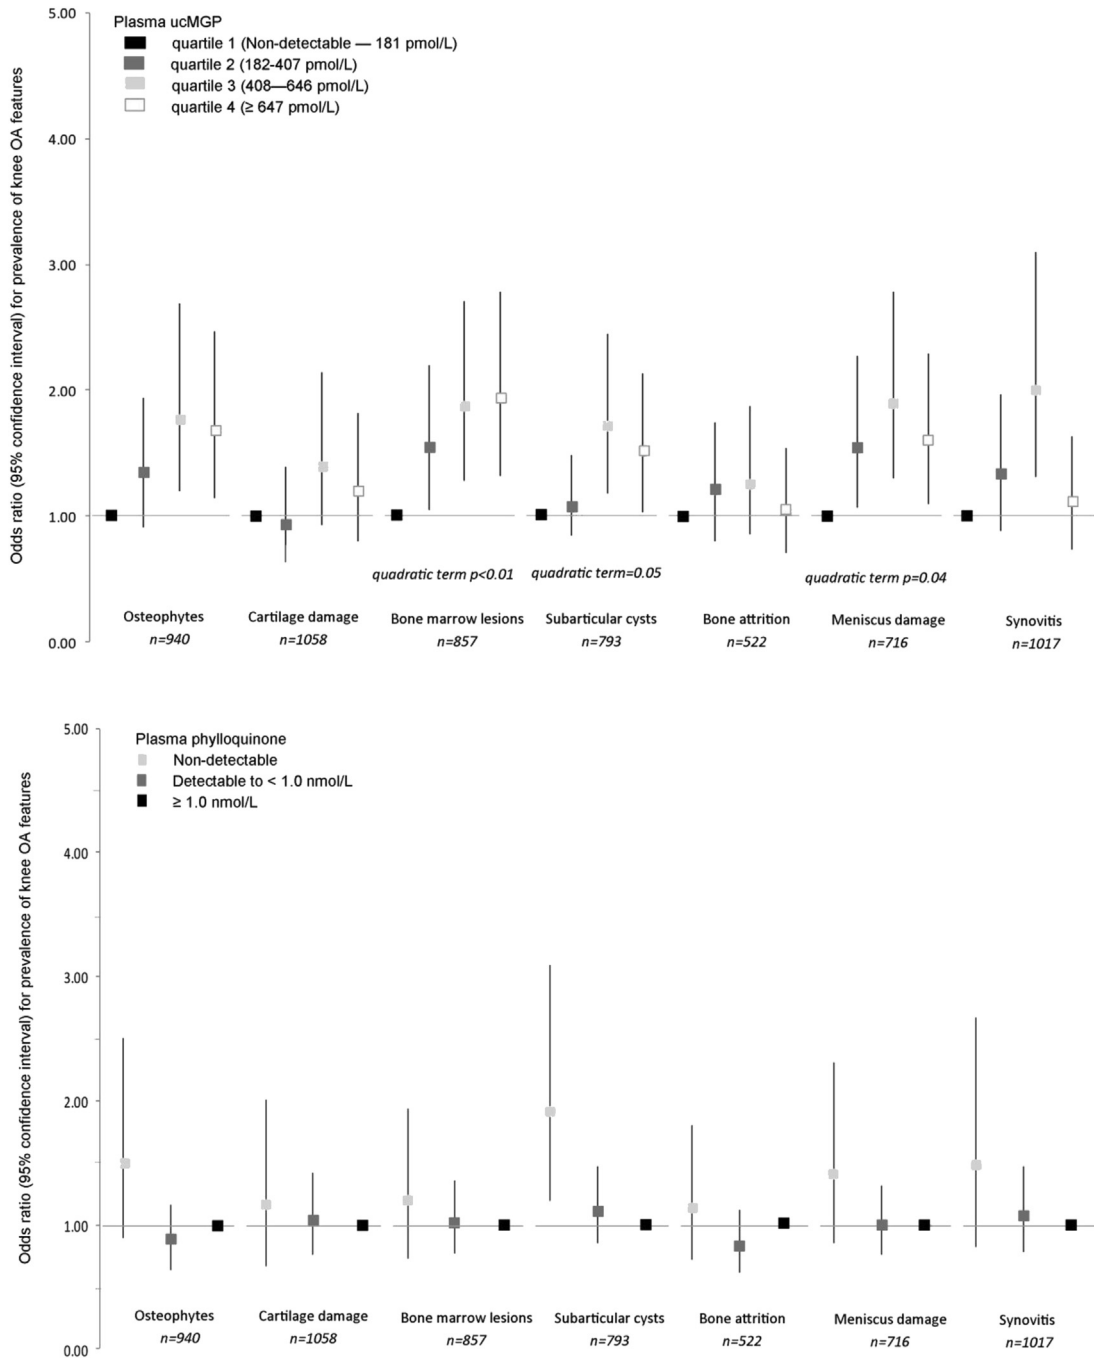 5.00
Plasma ucMGP
quartile 1 (Non-detectable — 181 pmol/L)
quartile 2 (182-407 pmol/L)
quartile 3 (408—646 pmol/L)
quartile 4 (≥ 647 pmol/L)
4.00
3.00
2.00
1.00
0.00
Odds ratio (95% confidence interval) for prevalence of knee OA features
quadratic term p<0.01
quadratic term=0.05
quadratic term p=0.04
Osteophytes
n=940
Cartilage damage
n=1058
Bone marrow lesions
n=857
Subarticular cysts
n=793
Bone attrition
n=522
Meniscus damage
n=716
Synovitis
n=1017
5.00
Plasma phylloquinone
Non-detectable
Detectable to < 1.0 nmol/L
≥ 1.0 nmol/L
4.00
3.00
2.00
1.00
0.00
Odds ratio (95% confidence interval) for prevalence of knee OA features
Osteophytes
n=940
Cartilage damage
n=1058
Bone marrow lesions
n=857
Subarticular cysts
n=793
Bone attrition
n=522
Meniscus damage
n=716
Synovitis
n=1017